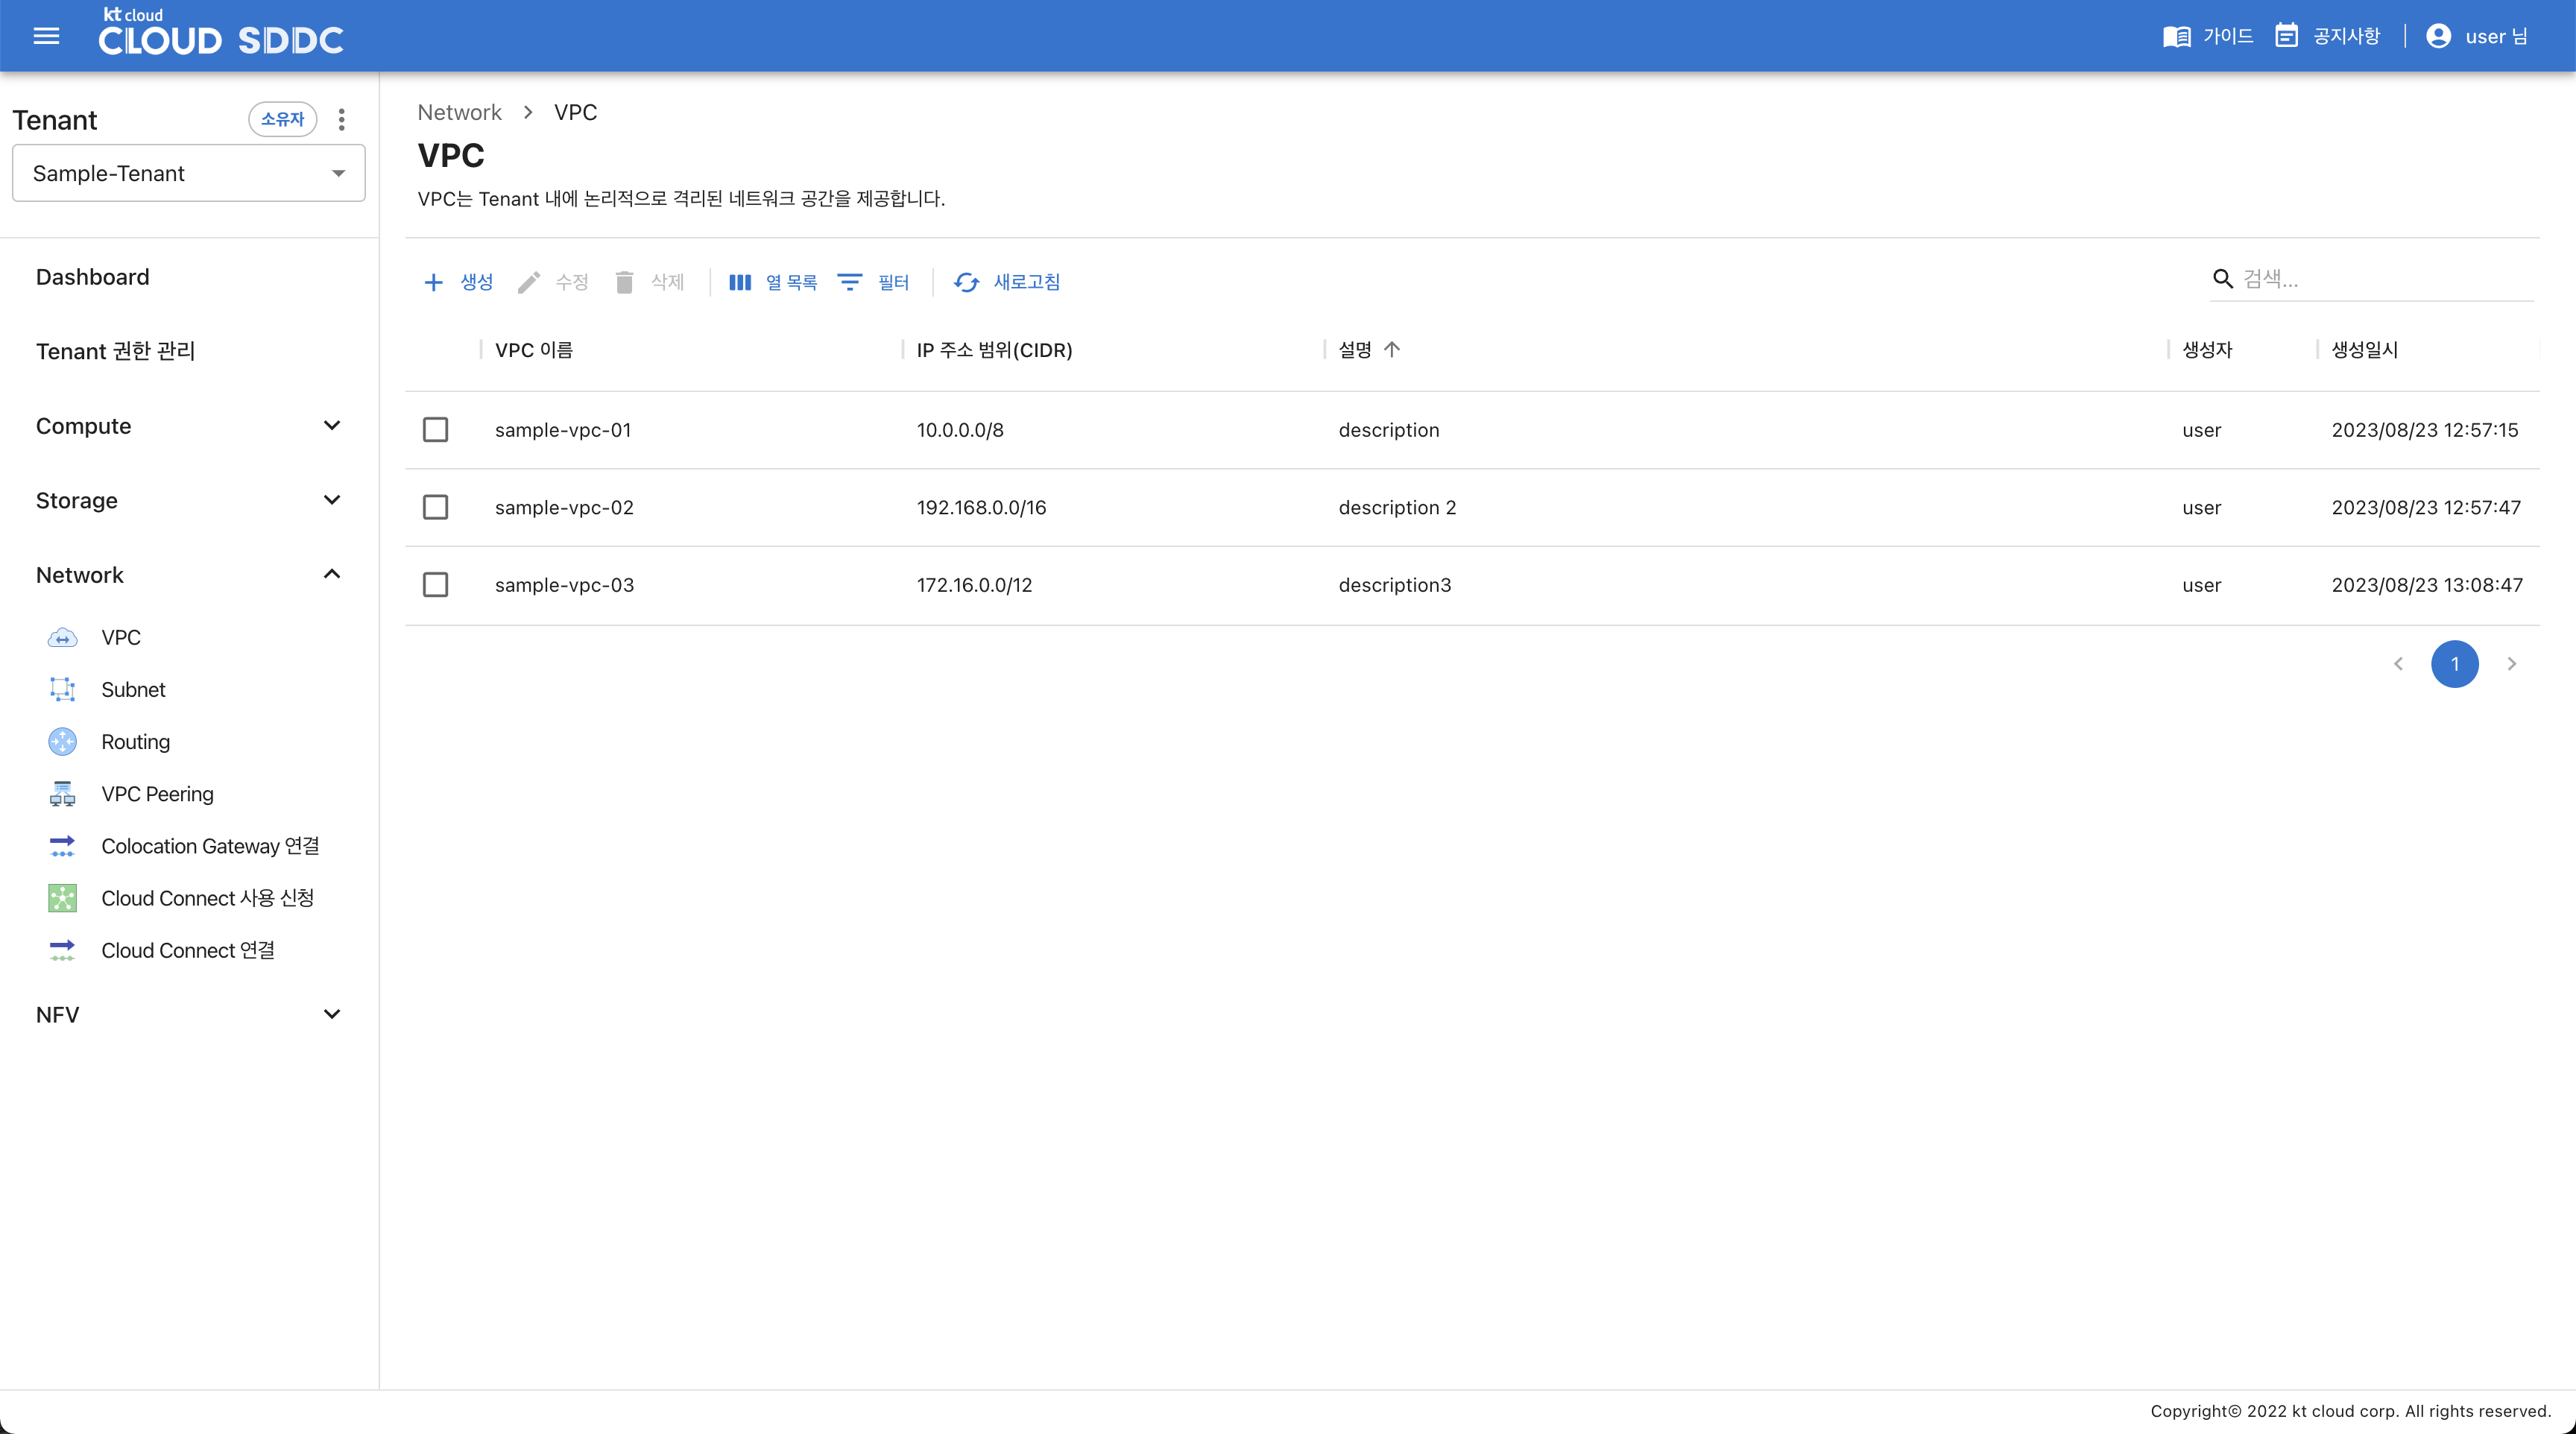 kt cloud
CLOUD SDDC
가이드
공지사항
user 님
Tenant
소유자
Sample-Tenant
Dashboard
Tenant 권한 관리
Compute
Storage
Network
VPC
Subnet
Routing
VPC Peering
Colocation Gateway 연결
Cloud Connect 사용 신청
Cloud Connect 연결
NFV
Network > VPC
VPC
VPC는 Tenant 내에 논리적으로 격리된 네트워크 공간을 제공합니다.
생성 수정 삭제 열 목록 필터 새로고침
검색...
VPC 이름 IP 주소 범위(CIDR) 설명 생성자 생성일시
sample-vpc-01 10.0.0.0/8 description user 2023/08/23 12:57:15
sample-vpc-02 192.168.0.0/16 description 2 user 2023/08/23 12:57:47
sample-vpc-03 172.16.0.0/12 description3 user 2023/08/23 13:08:47
1
Copyright© 2022 kt cloud corp. All rights reserved.